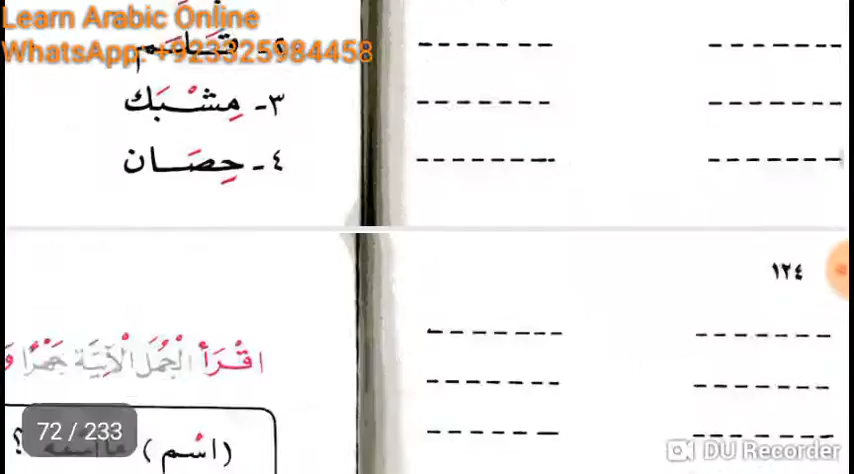 Learn Arabic Online
WhatsApp: +923325984458
٣- مِشْبَك
٤- حِصَان
١٢٤
اقْرَأ الْجُمَلَ الْآتِيَةَ جَهْرًا وَ
(اسْم)
72 / 233
DU Recorder